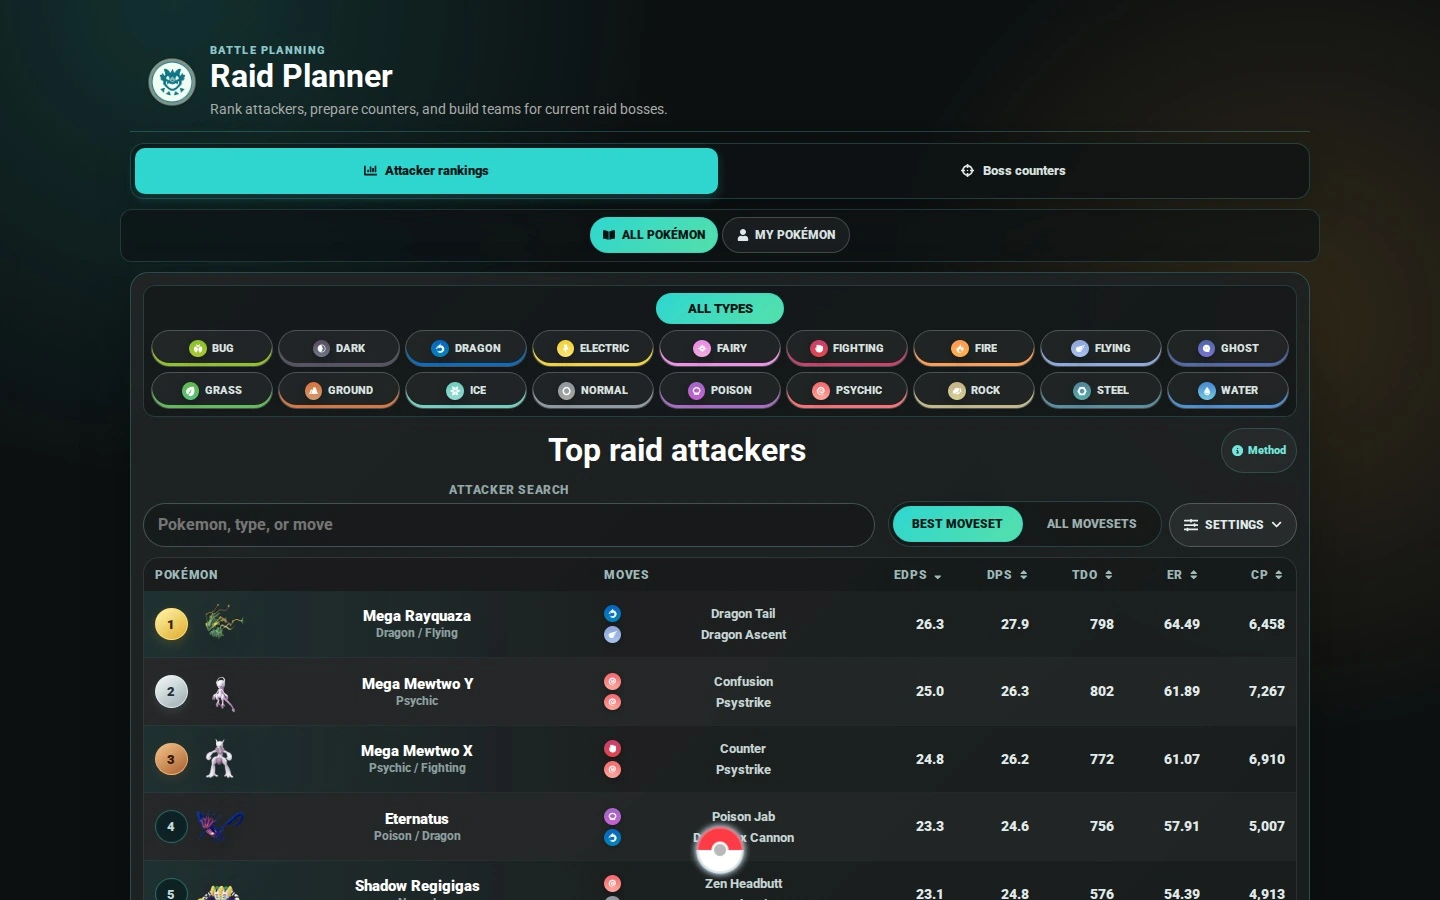 BATTLE PLANNING
Raid Planner
Rank attackers, prepare counters, and build teams for current raid bosses.
Attacker rankings
Boss counters
ALL POKÉMON
MY POKÉMON
ALL TYPES
BUG
DARK
DRAGON
ELECTRIC
FAIRY
FIGHTING
FIRE
FLYING
GHOST
GRASS
GROUND
ICE
NORMAL
POISON
PSYCHIC
ROCK
STEEL
WATER
Top raid attackers
Method
ATTACKER SEARCH
Pokemon, type, or move
BEST MOVESET
ALL MOVESETS
SETTINGS
POKÉMON MOVES EDPS DPS TDO ER CP
1 Mega Rayquaza Dragon Tail 26.3 27.9 798 64.49 6,458
Dragon / Flying Dragon Ascent
2 Mega Mewtwo Y Confusion 25.0 26.3 802 61.89 7,267
Psychic Psystrike
3 Mega Mewtwo X Counter 24.8 26.2 772 61.07 6,910
Psychic / Fighting Psystrike
4 Eternatus Poison Jab 23.3 24.6 756 57.91 5,007
Poison / Dragon Cannon
5 Shadow Regigigas Zen Headbutt 23.1 24.8 576 54.39 4,913